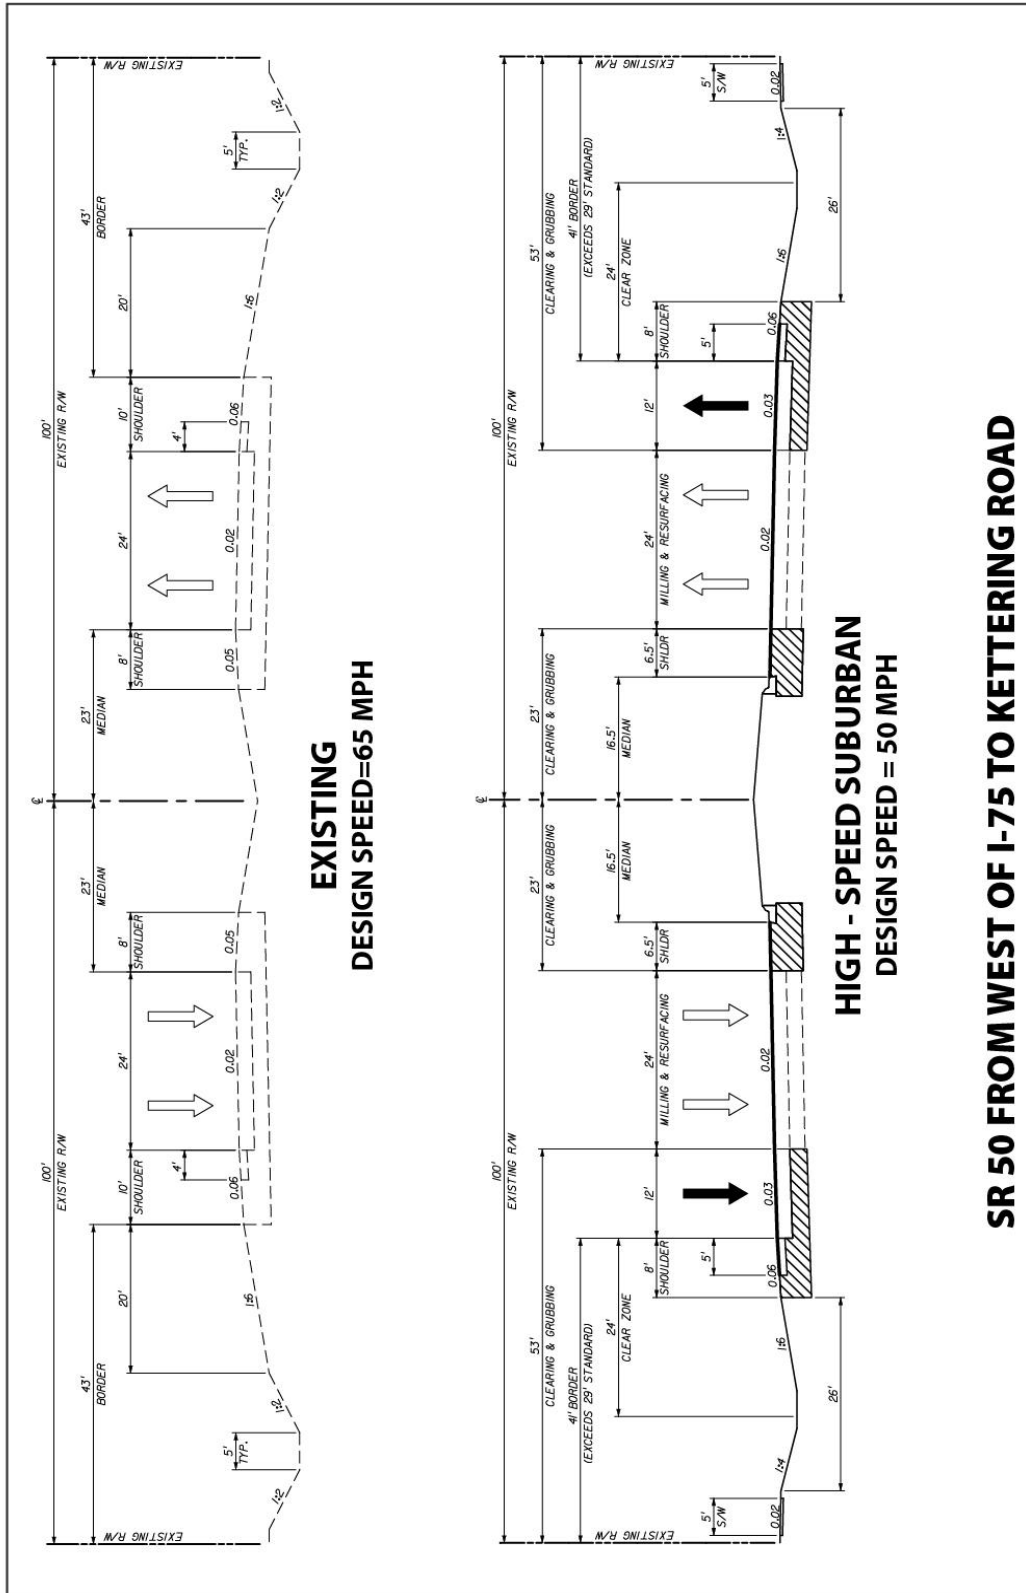 100'
EXISTING R/W
℄
100'
EXISTING R/W
43'
BORDER
23'
MEDIAN
23'
MEDIAN
43'
BORDER
EXISTING R/W
20'
10'
SHOULDER
24'
8'
SHOULDER
8'
SHOULDER
24'
10'
SHOULDER
20'
EXISTING R/W
4'
4'
5'
TYP.
5'
TYP.
1:2
1:2
1:6
0.06
0.02
0.05
0.05
0.02
0.06
1:6
1:2
1:2
EXISTING
DESIGN SPEED=65 MPH
100'
EXISTING R/W
℄
100'
EXISTING R/W
53'
CLEARING & GRUBBING
23'
CLEARING & GRUBBING
23'
CLEARING & GRUBBING
53'
CLEARING & GRUBBING
41' BORDER
(EXCEEDS 29' STANDARD)
41' BORDER
(EXCEEDS 29' STANDARD)
24'
CLEAR ZONE
16.5'
MEDIAN
16.5'
MEDIAN
24'
CLEAR ZONE
EXISTING R/W
8'
SHOULDER
12'
24'
MILLING & RESURFACING
6.5'
SHLDR
6.5'
SHLDR
24'
MILLING & RESURFACING
12'
8'
SHOULDER
EXISTING R/W
5'
S/W
5'
5'
5'
S/W
0.02
1:4
1:6
0.06
0.03
0.02
0.02
0.03
0.06
1:6
1:4
0.02
26'
26'
HIGH - SPEED SUBURBAN
DESIGN SPEED = 50 MPH
SR 50 FROM WEST OF I-75 TO KETTERING ROAD